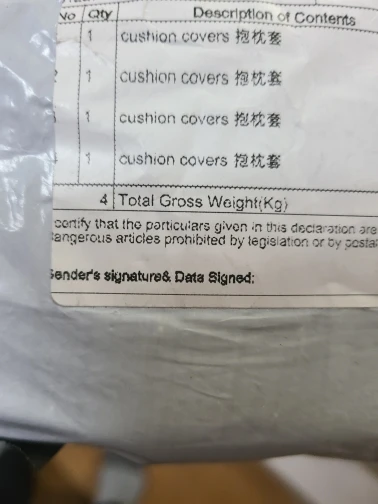 No Qty Description of Contents
1 cushion covers 抱枕套
1 cushion covers 抱枕套
1 cushion covers 抱枕套
1 cushion covers 抱枕套
4 Total Gross Weight(Kg)
certify that the particulars given in this declaration are
dangerous articles prohibited by legislation or by postal
Sender's signature& Data Signed: